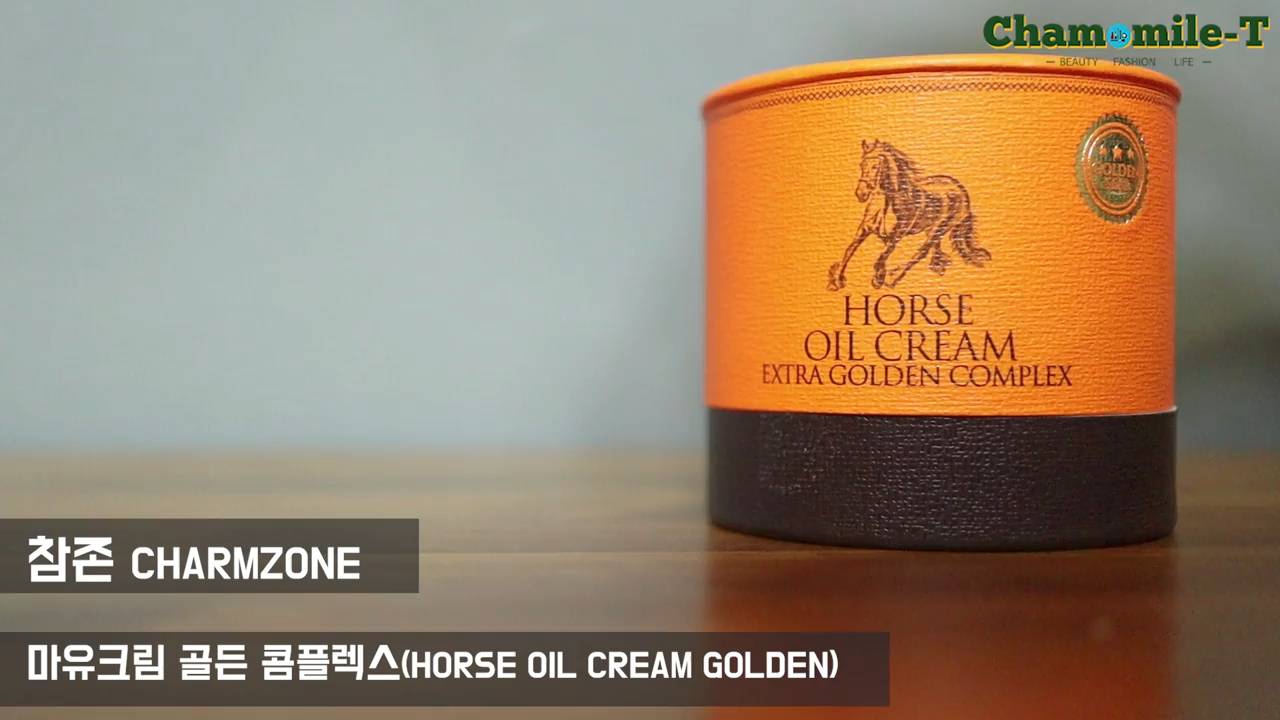 Chamomile-T
BEAUTY FASHION LIFE
GOLDEN
HORSE
OIL CREAM
EXTRA GOLDEN COMPLEX
참존 CHARMZONE
마유크림 골든 콤플렉스(HORSE OIL CREAM GOLDEN)